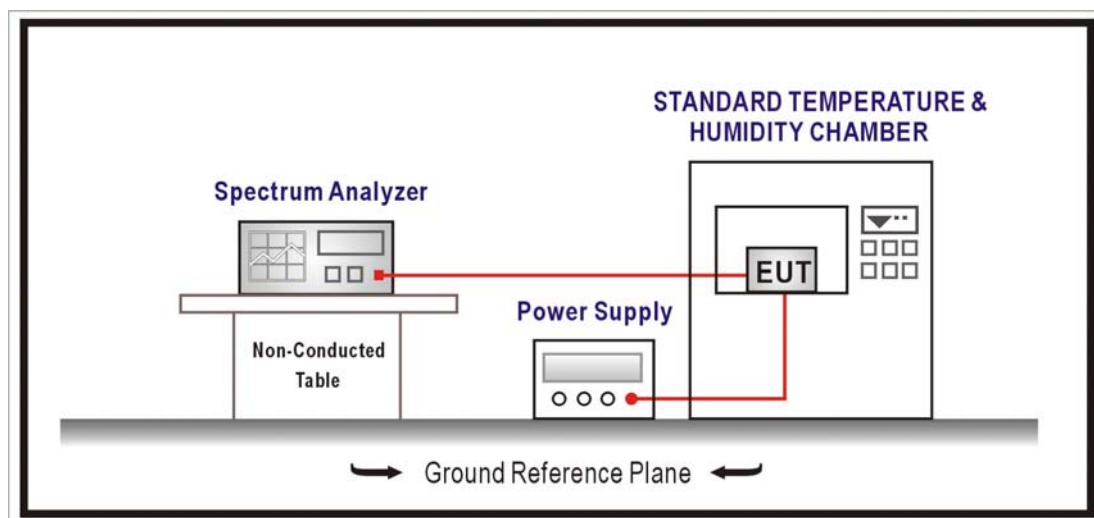 STANDARD TEMPERATURE &
HUMIDITY CHAMBER
Spectrum Analyzer
EUT
Power Supply
Non-Conducted
Table
Ground Reference Plane